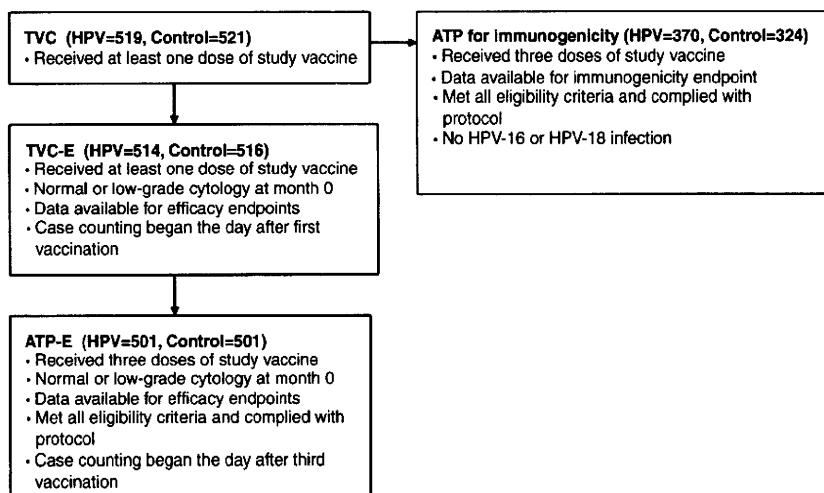 TVC (HPV=519, Control=521)
• Received at least one dose of study vaccine
ATP for immunogenicity (HPV=370, Control=324)
• Received three doses of study vaccine
• Data available for immunogenicity endpoint
• Met all eligibility criteria and complied with
protocol
• No HPV-16 or HPV-18 infection
TVC-E (HPV=514, Control=516)
• Received at least one dose of study vaccine
• Normal or low-grade cytology at month 0
• Data available for efficacy endpoints
• Case counting began the day after first
vaccination
ATP-E (HPV=501, Control=501)
• Received three doses of study vaccine
• Normal or low-grade cytology at month 0
• Data available for efficacy endpoints
• Met all eligibility criteria and complied with
protocol
• Case counting began the day after third
vaccination